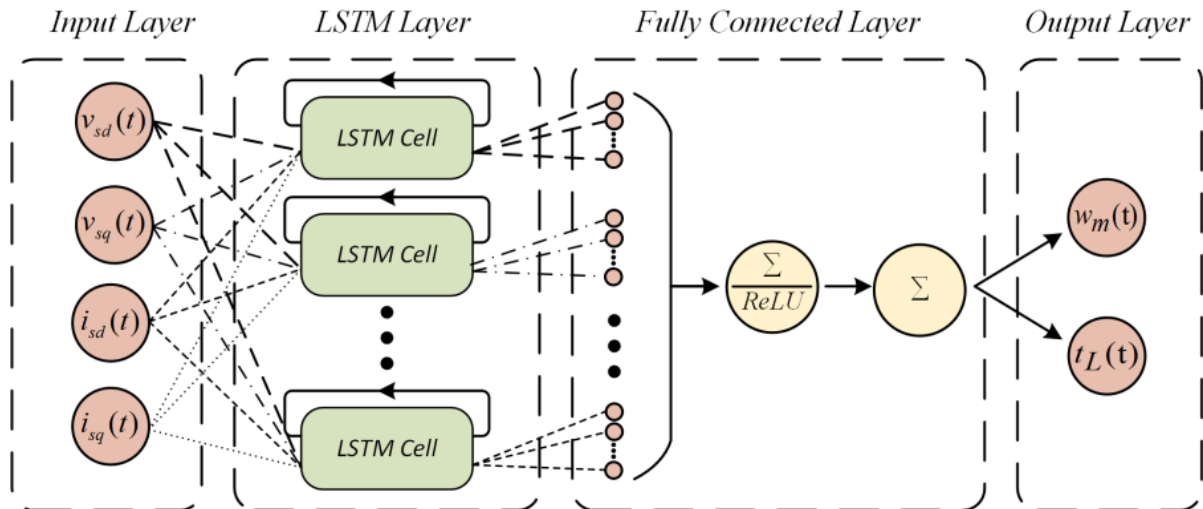 Input Layer
LSTM Layer
Fully Connected Layer
Output Layer
v_sd(t)
v_sq(t)
i_sd(t)
i_sq(t)
LSTM Cell
LSTM Cell
LSTM Cell
Σ
ReLU
Σ
w_m(t)
t_L(t)